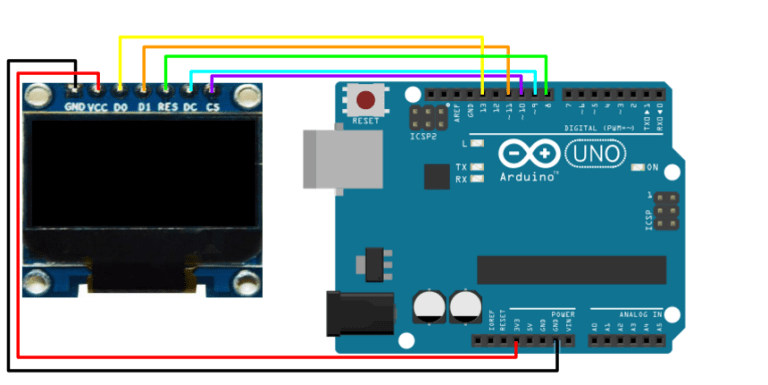 GND VCC D0 D1 RES DC CS
RESET
ICSP2
AREF
GND
13
12
~11
~10
~9
8
7
~6
~5
4
~3
2
TX0▶1
RX0◀0
DIGITAL (PWM=~)
L
TX
RX
Arduino™
UNO
ON
1
ICSP
IOREF
RESET
3V3
5V
GND
GND
VIN
POWER
ANALOG IN
A0
A1
A2
A3
A4
A5